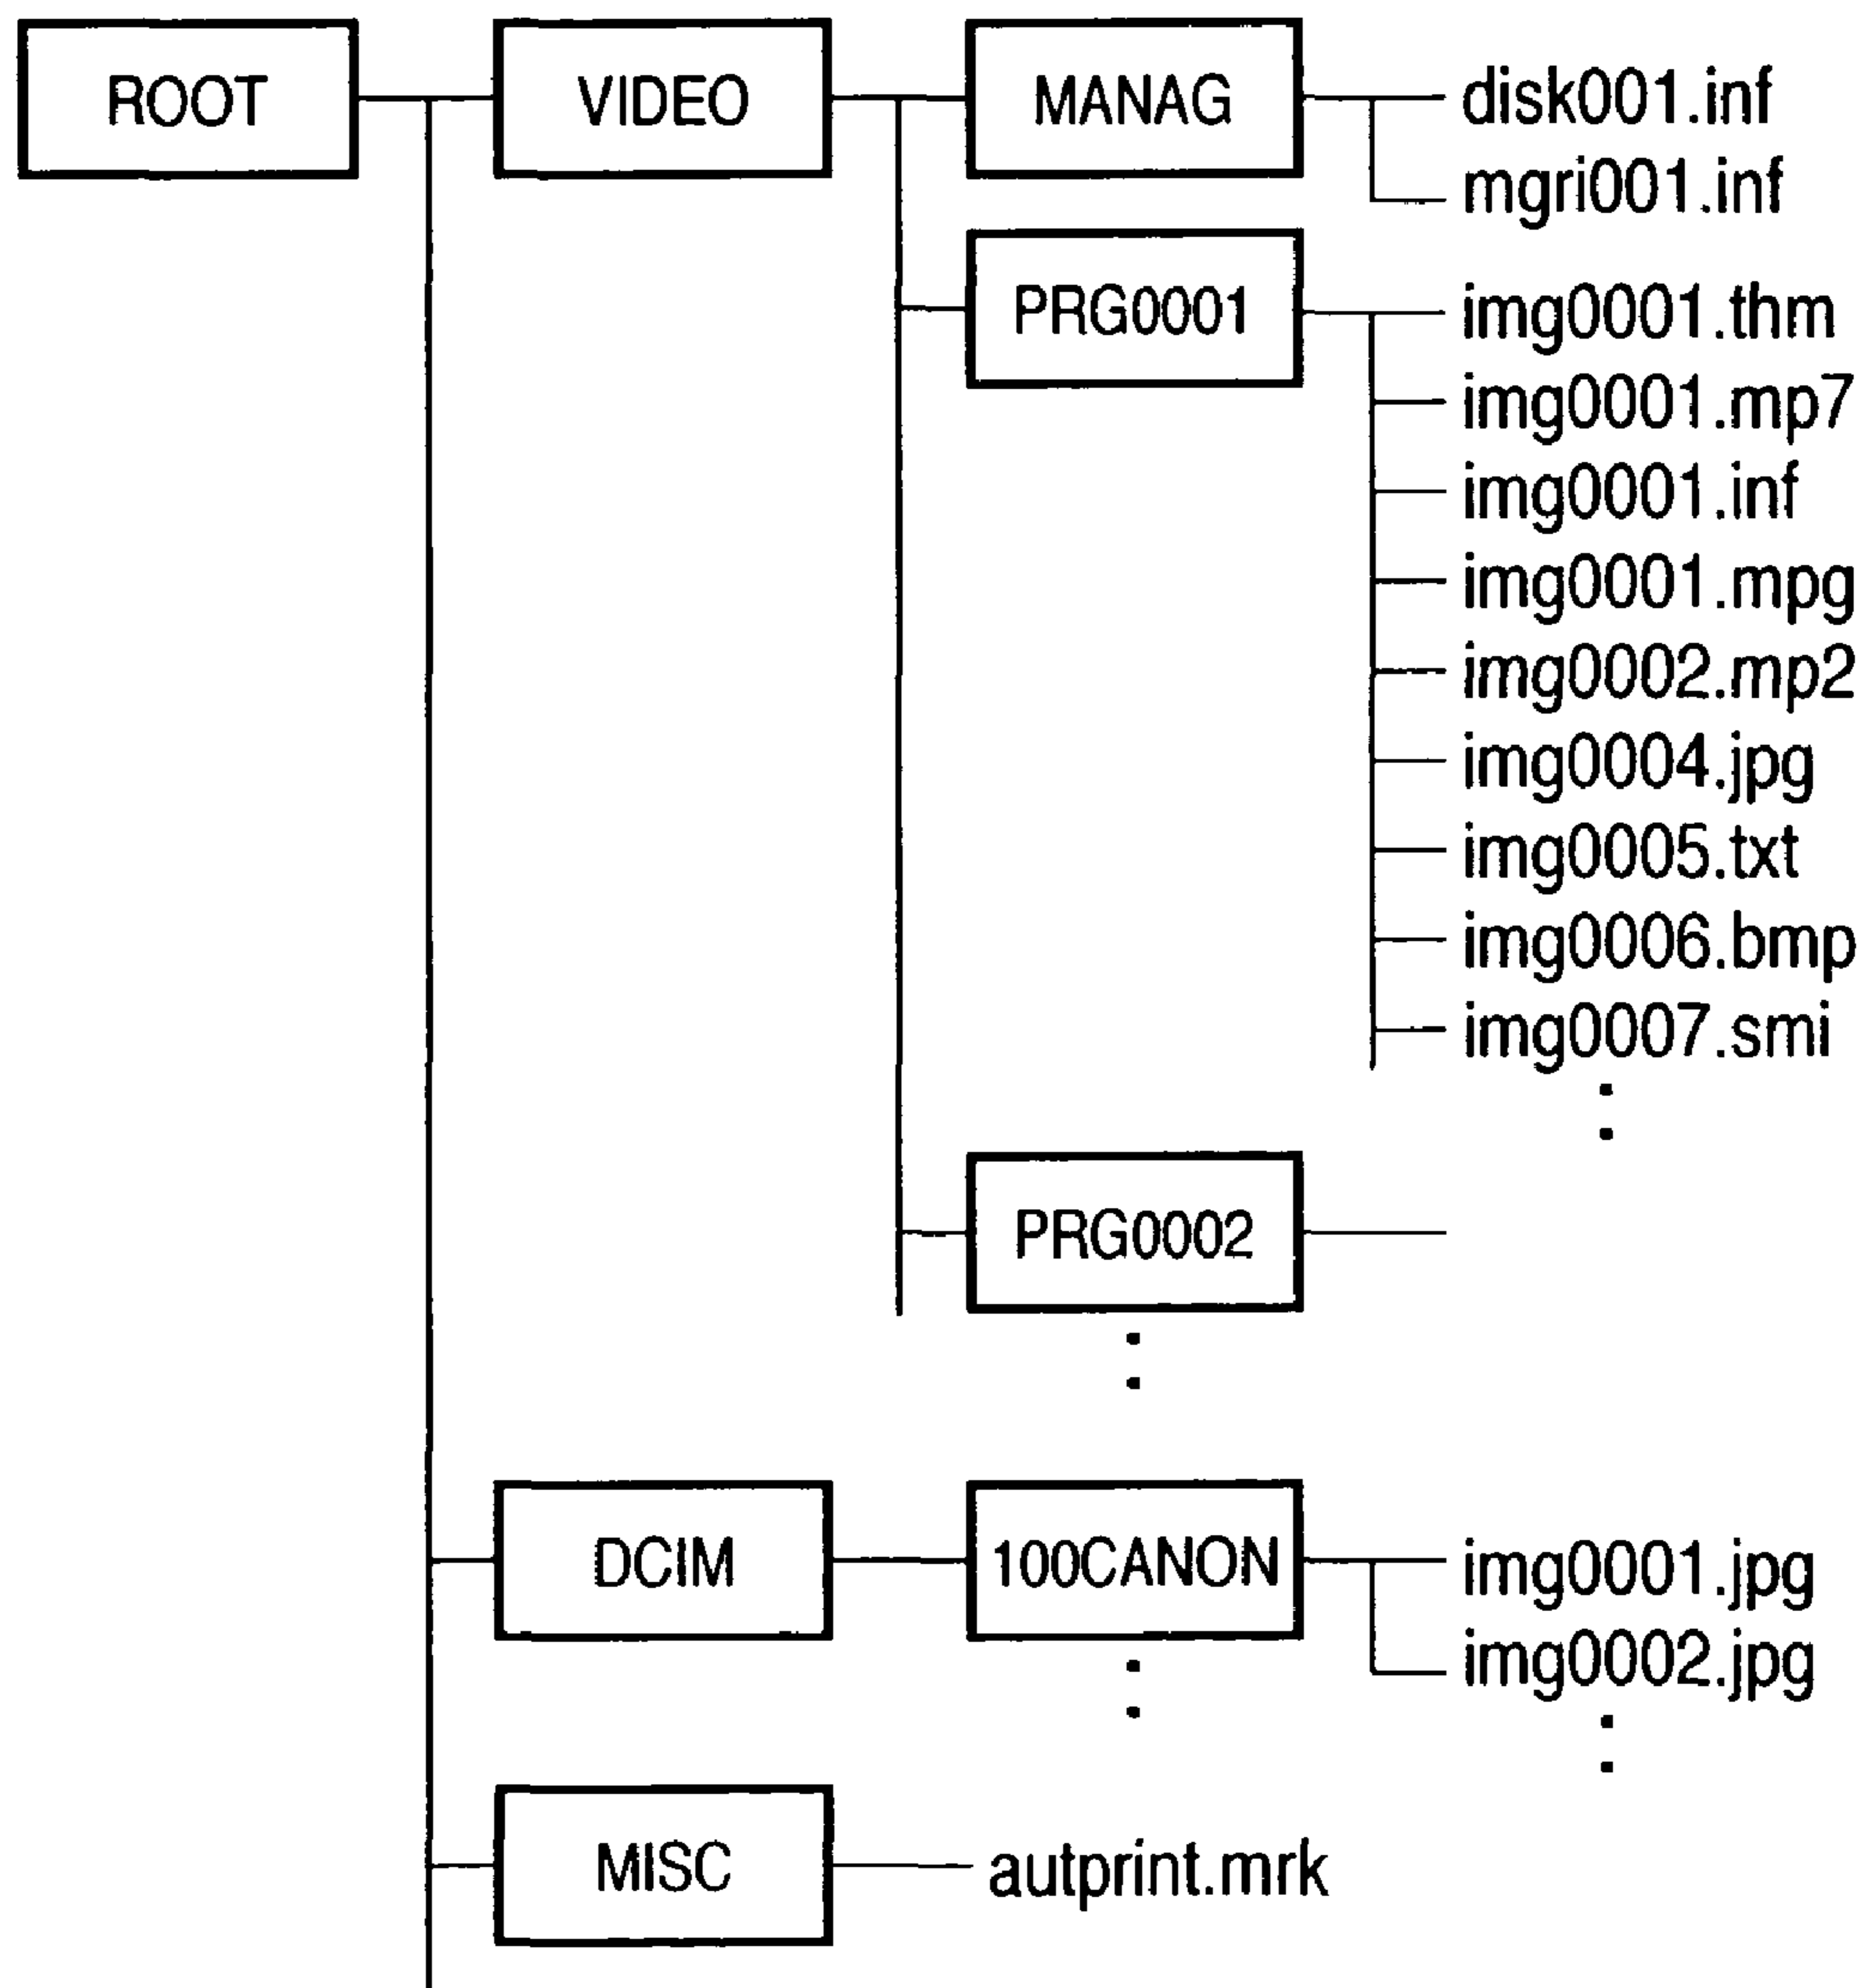 ROOT
VIDEO
MANAG
disk001.inf
mgri001.inf
PRG0001
img0001.thm
img0001.mp7
img0001.inf
img0001.mpg
img0002.mp2
img0004.jpg
img0005.txt
img0006.bmp
img0007.smi
PRG0002
DCIM
100CANON
img0001.jpg
img0002.jpg
MISC
autprint.mrk